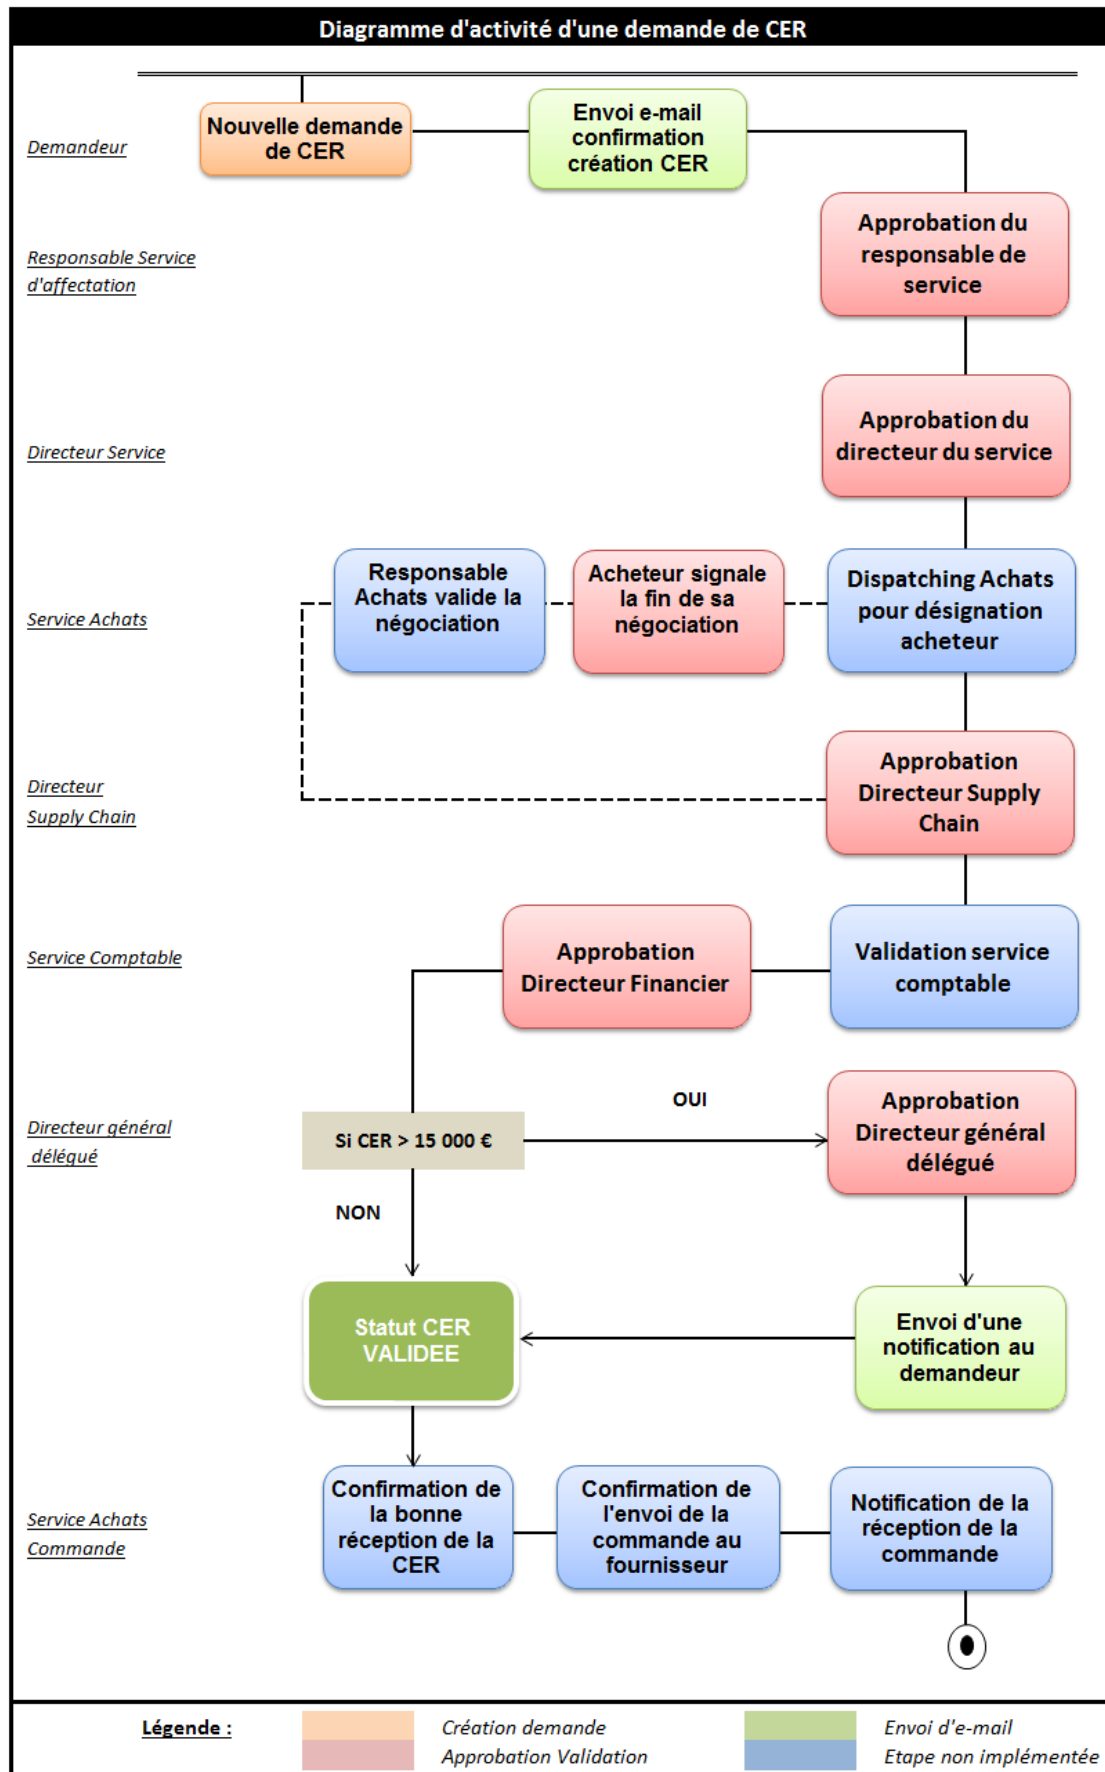 Diagramme d'activité d'une demande de CER
Demandeur
Nouvelle demande
de CER
Envoi e-mail
confirmation
création CER
Responsable Service
d'affectation
Approbation du
responsable de
service
Directeur Service
Approbation du
directeur du service
Service Achats
Responsable
Achats valide la
négociation
Acheteur signale
la fin de sa
négociation
Dispatching Achats
pour désignation
acheteur
Directeur
Supply Chain
Approbation
Directeur Supply
Chain
Service Comptable
Approbation
Directeur Financier
Validation service
comptable
Directeur général
délégué
Si CER > 15 000 €
OUI
Approbation
Directeur général
délégué
NON
Statut CER
VALIDEE
Envoi d'une
notification au
demandeur
Service Achats
Commande
Confirmation de
la bonne
réception de la
CER
Confirmation de
l'envoi de la
commande au
fournisseur
Notification de la
réception de la
commande
Légende :
Création demande
Envoi d'e-mail
Approbation Validation
Etape non implémentée